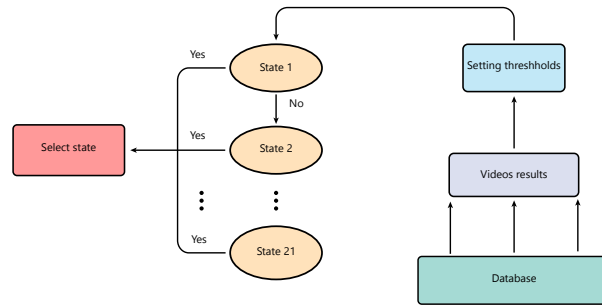 Yes
State 1
Setting threshholds
No
Yes
Select state
State 2
Videos results
Yes
State 21
Database